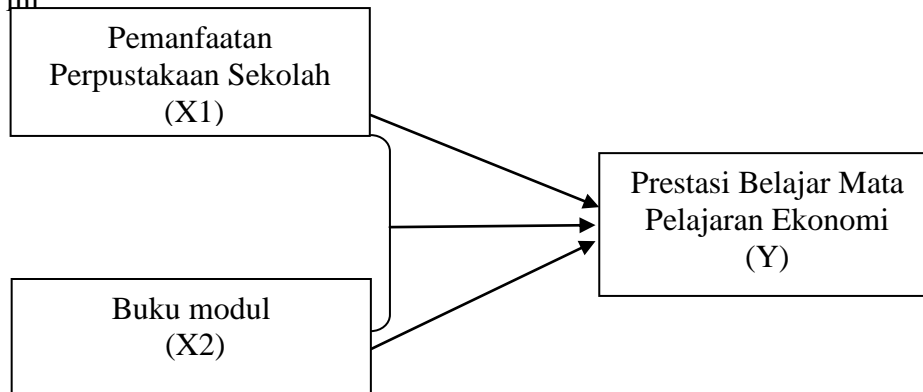 Pemanfaatan
Perpustakaan Sekolah
(X1)
Prestasi Belajar Mata
Pelajaran Ekonomi
(Y)
Buku modul
(X2)